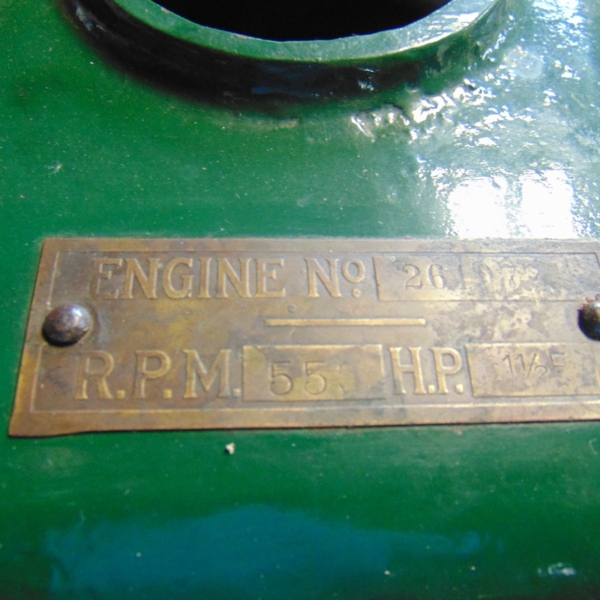 ENGINE No. 26
R.P.M. 55 H.P. 1½